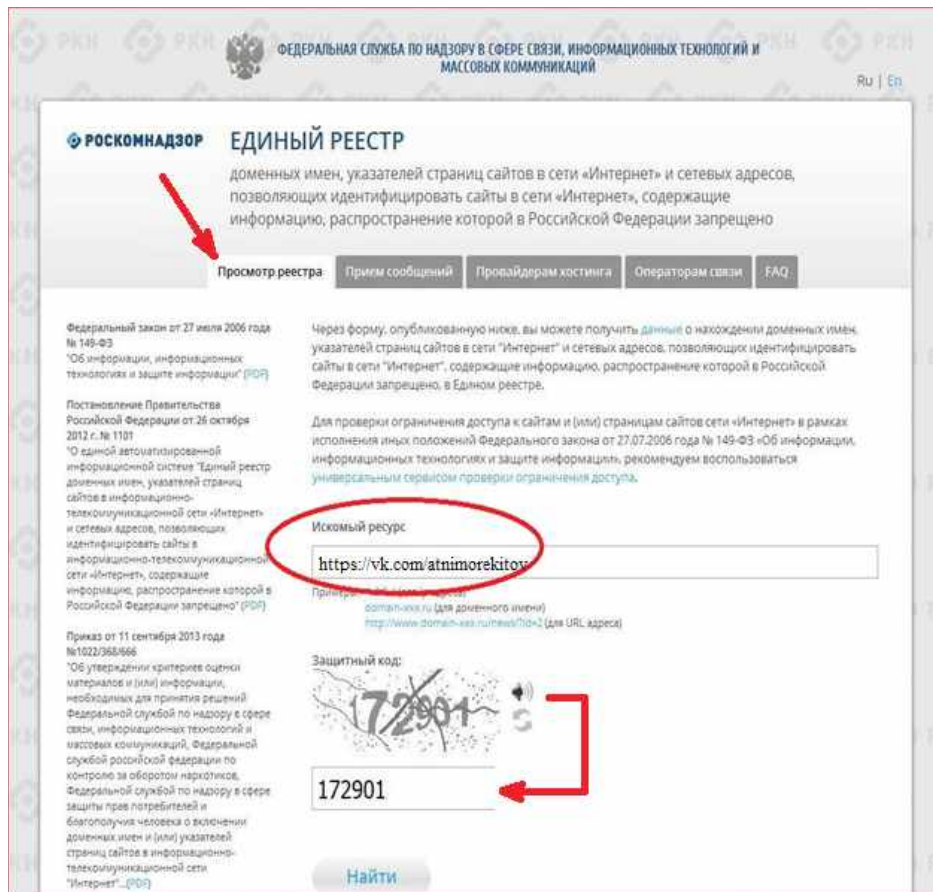 ФЕДЕРАЛЬНАЯ СЛУЖБА ПО НАДЗОРУ В СФЕРЕ СВЯЗИ, ИНФОРМАЦИОННЫХ ТЕХНОЛОГИЙ И
МАССОВЫХ КОММУНИКАЦИЙ
Ru | En
РОСКОМНАДЗОР
ЕДИНЫЙ РЕЕСТР
доменных имен, указателей страниц сайтов в сети «Интернет» и сетевых адресов,
позволяющих идентифицировать сайты в сети «Интернет», содержащие
информацию, распространение которой в Российской Федерации запрещено
Просмотр реестра
Прием сообщений
Провайдерам хостинга
Операторам связи
FAQ
Федеральный закон от 27 июля 2006 года
№ 149-ФЗ
"Об информации, информационных
технологиях и защите информации" (PDF)
Постановление Правительства
Российской Федерации от 26 октября
2012 г. № 1101
"О единой автоматизированной
информационной системе "Единый реестр
доменных имен, указателей страниц
сайтов в информационно-
телекоммуникационной сети «Интернет»
и сетевых адресов, позволяющих
идентифицировать сайты в
информационно-телекоммуникационной
сети «Интернет», содержащие
информацию, распространение которой в
Российской Федерации запрещено" (PDF)
Приказ от 11 сентября 2013 года
№1022/368/666
"Об утверждении критериев оценки
материалов и (или) информации,
необходимых для принятия решений
Федеральной службой по надзору в сфере
связи, информационных технологий и
массовых коммуникаций, Федеральной
службой российской федерации по
контролю за оборотом наркотиков,
Федеральной службой по надзору в сфере
защиты прав потребителей и
благополучия человека о включении
доменных имен и (или) указателей
страниц сайтов в информационно-
телекоммуникационной сети
"Интернет"...(PDF)
Через форму, опубликованную ниже, вы можете получить данные о нахождении доменных имен,
указателей страниц сайтов в сети "Интернет" и сетевых адресов, позволяющих идентифицировать
сайты в сети "Интернет", содержащие информацию, распространение которой в Российской
Федерации запрещено, в Едином реестре.
Для проверки ограничения доступа к сайтам и (или) страницам сайтов сети «Интернет» в рамках
исполнения иных положений Федерального закона от 27.07.2006 года № 149-ФЗ «Об информации,
информационных технологиях и защите информации», рекомендуем воспользоваться
универсальным сервисом проверки ограничения доступа.
Искомый ресурс
https://vk.com/atnimorekitov
domain-xxx.ru (для доменного имени)
http://www.domain-xxx.ru/news/?id=2 (для URL адреса)
Защитный код:
172901
172901
Найти